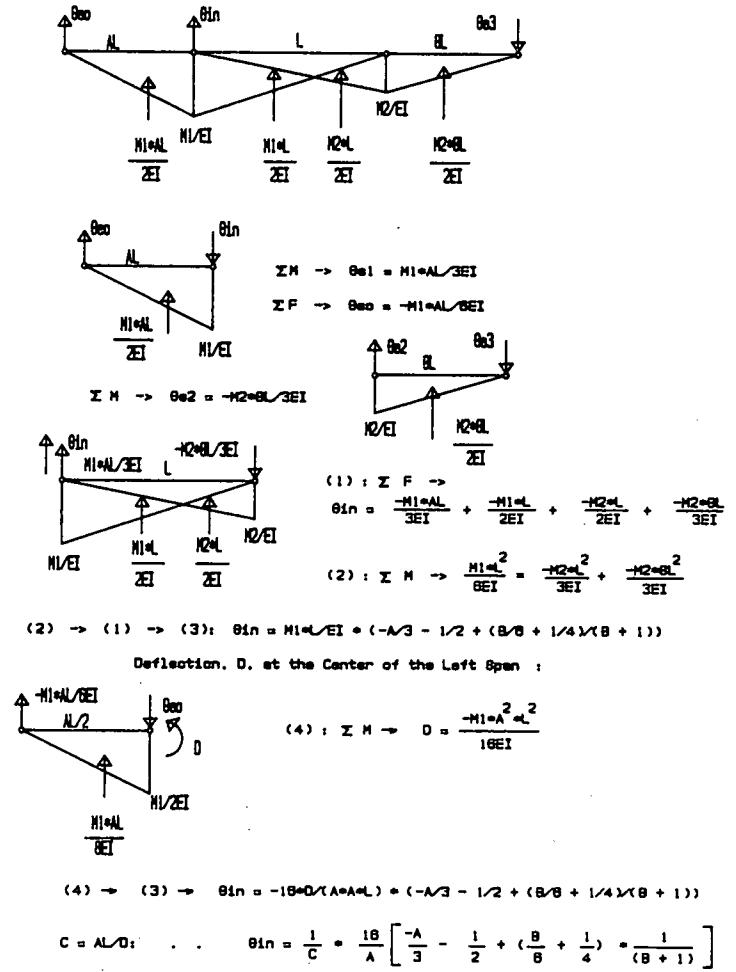 θeo θin θe3
AL L BL
M1/EI M2/EI
M1*AL/2EI M1*L/2EI M2*L/2EI M2*BL/2EI
θeo θin
AL
ΣM -> θe1 = M1*AL/3EI
ΣF -> θeo = -M1*AL/6EI
M1*AL/2EI M1/EI
θe2 θe3
BL
Σ M -> θe2 = -M2*BL/3EI
M2/EI M2*BL/2EI
θin
M1*AL/3EI L -M2*BL/3EI
(1) : Σ F ->
θin = -M1*AL/3EI + -M1*L/2EI + -M2*L/2EI + -M2*BL/3EI
M1/EI M1*L/2EI M2*L/2EI M2/EI
(2) : Σ M -> M1*L²/6EI = -M2*L²/3EI + -M2*BL²/3EI
(2) -> (1) -> (3): θin = M1*L/EI * (-A/3 - 1/2 + (B/6 + 1/4)/(B + 1))
Deflection, D, at the Center of the Left Span :
-M1*AL/6EI θeo
AL/2 D
(4) : Σ M -> D = -M1*A²*L²/16EI
M1/2EI
M1*AL/8EI
(4) -> (3) -> θin = -16*D/(A*A*L) * (-A/3 - 1/2 + (B/6 + 1/4)/(B + 1))
C = AL/D: . . θin = 1/C * 16/A [ -A/3 - 1/2 + (B/6 + 1/4) * 1/(B + 1) ]